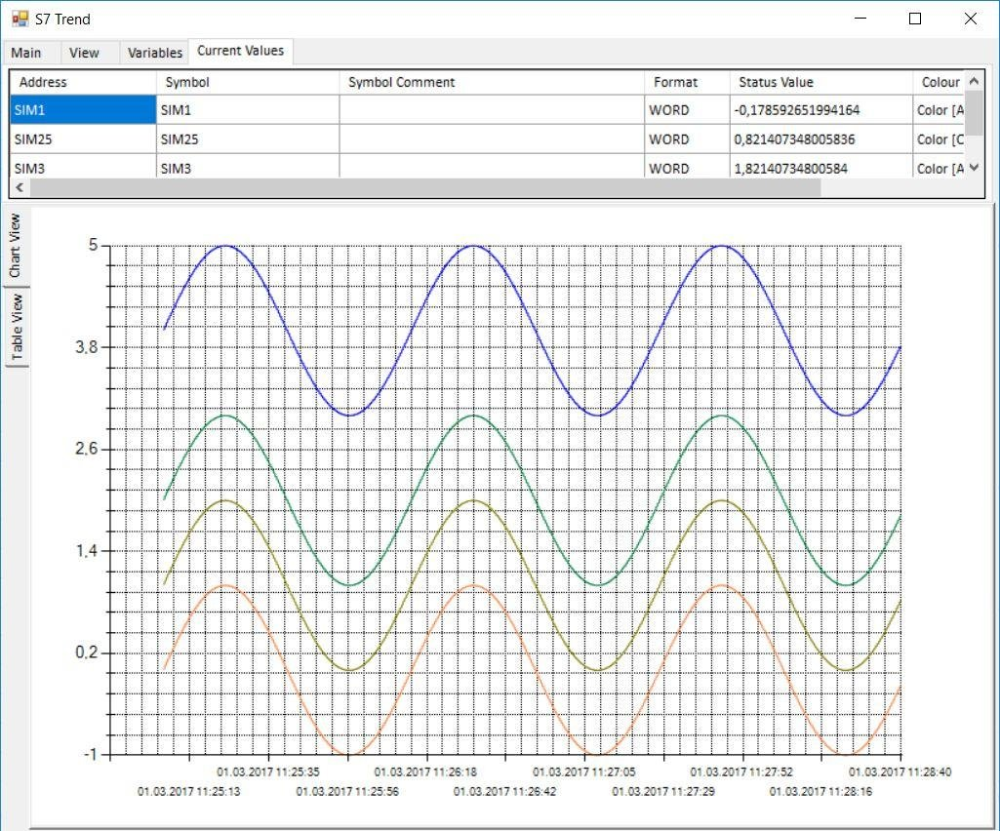 S7 Trend
Main View Variables Current Values
Address Symbol Symbol Comment Format Status Value Colour
SIM1 SIM1 WORD -0,178592651994164 Color [A
SIM25 SIM25 WORD 0,821407348005836 Color [C
SIM3 SIM3 WORD 1,82140734800584 Color [A
Chart View
Table View
5
3,8
2,6
1,4
0,2
-1
01.03.2017 11:25:35 01.03.2017 11:26:18 01.03.2017 11:27:05 01.03.2017 11:27:52 01.03.2017 11:28:40
01.03.2017 11:25:13 01.03.2017 11:25:56 01.03.2017 11:26:42 01.03.2017 11:27:29 01.03.2017 11:28:16